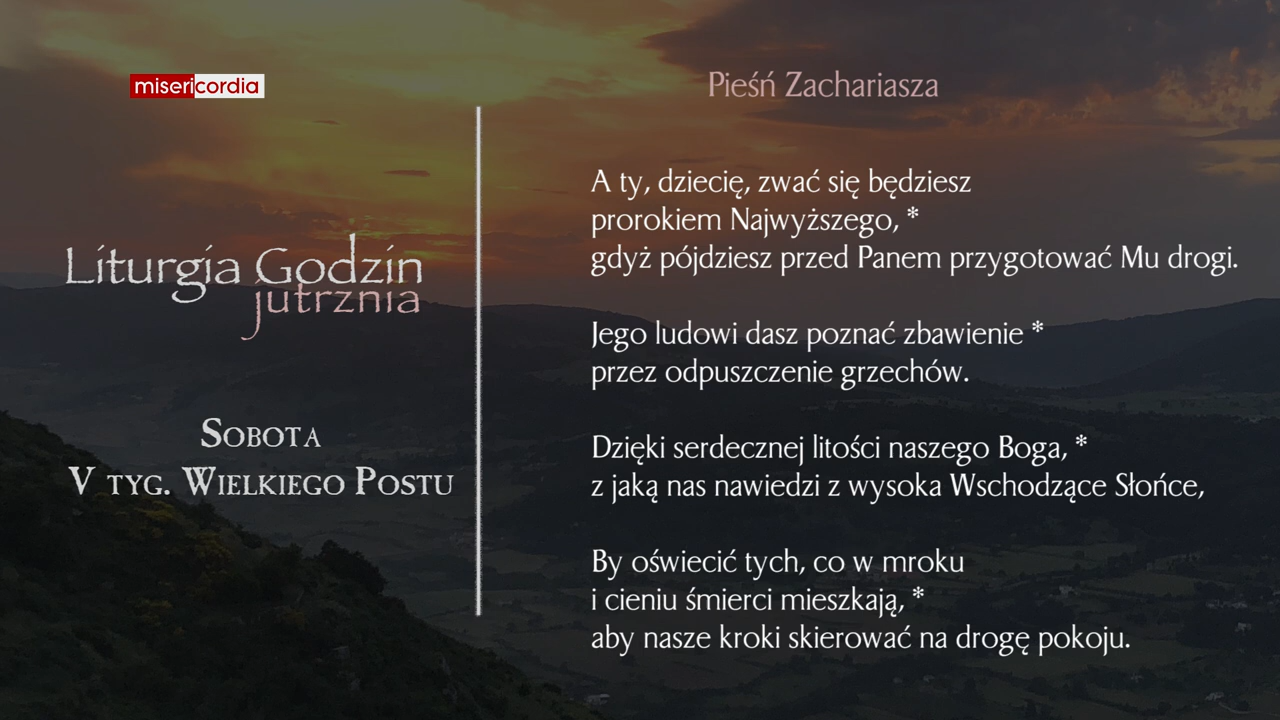 misericordia
Liturgia Godzin
jutrznia
Sobota
V tyg. Wielkiego Postu
Pieśń Zachariasza
A ty, dziecię, zwać się będziesz
prorokiem Najwyższego, *
gdyż pójdziesz przed Panem przygotować Mu drogi.
Jego ludowi dasz poznać zbawienie *
przez odpuszczenie grzechów.
Dzięki serdecznej litości naszego Boga, *
z jaką nas nawiedzi z wysoka Wschodzące Słońce,
By oświecić tych, co w mroku
i cieniu śmierci mieszkają, *
aby nasze kroki skierować na drogę pokoju.